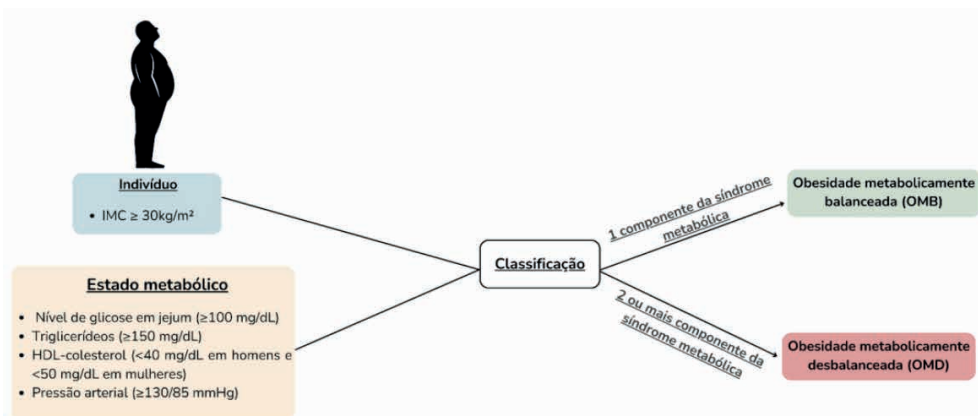 Indivíduo
• IMC ≥ 30kg/m²
Estado metabólico
• Nível de glicose em jejum (≥100 mg/dL)
• Triglicerídeos (≥150 mg/dL)
• HDL-colesterol (<40 mg/dL em homens e
<50 mg/dL em mulheres)
• Pressão arterial (≥130/85 mmHg)
Classificação
1 componente da síndrome
metabólica
2 ou mais componente da
síndrome metabólica
Obesidade metabolicamente
balanceada (OMB)
Obesidade metabolicamente
desbalanceada (OMD)